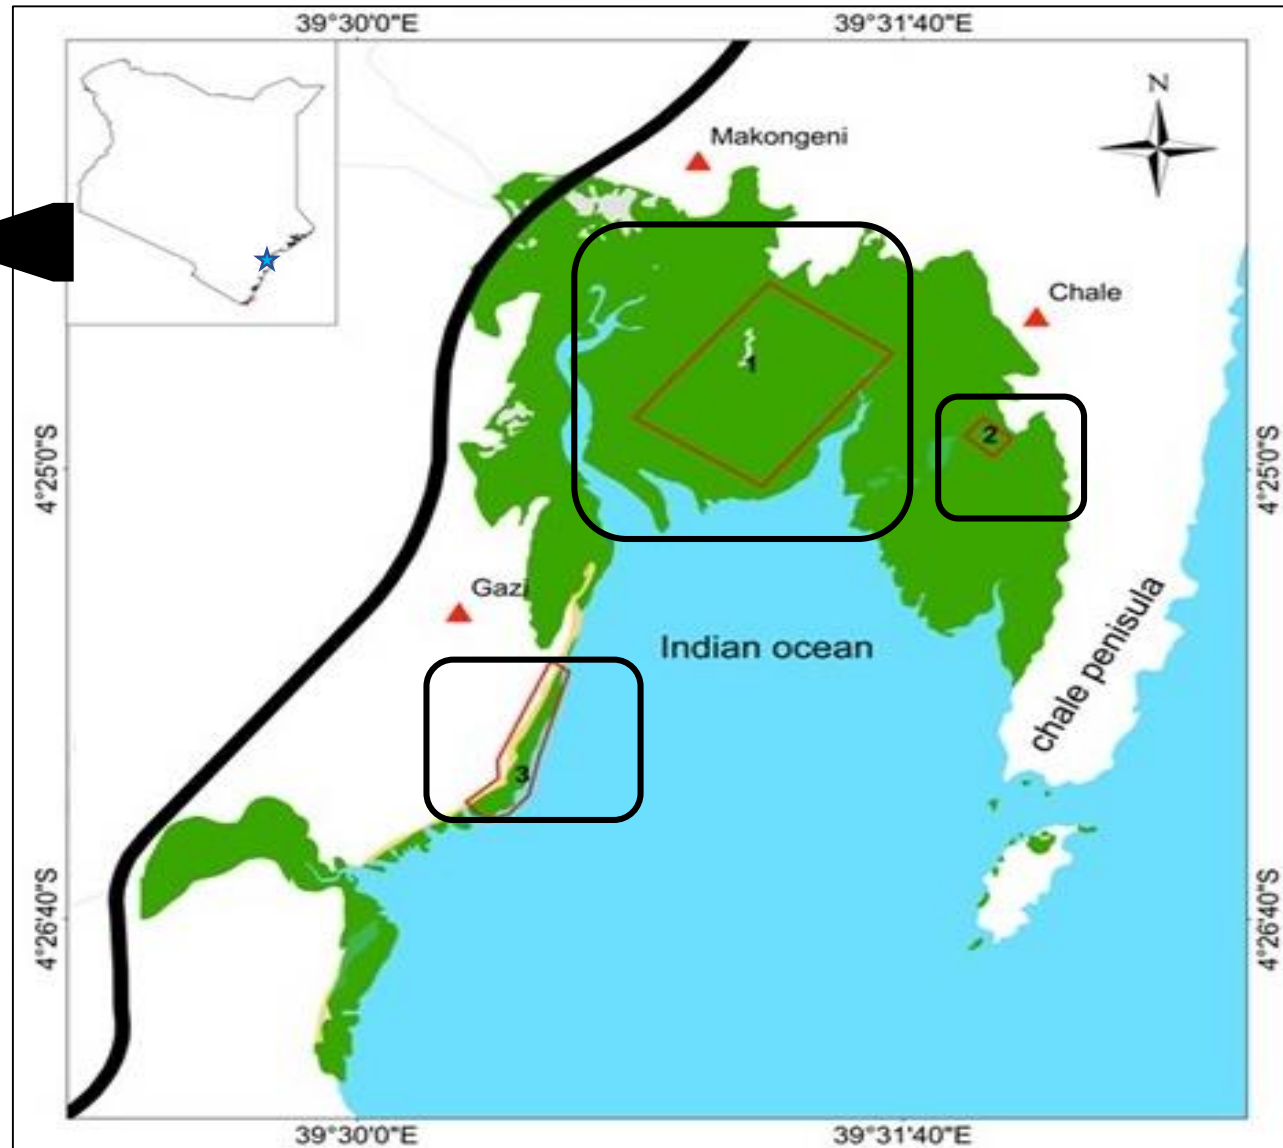 39°30'0"E
39°31'40"E
N
Makongeni
Chale
1
2
4°25'0"S
4°25'0"S
Gazi
Indian ocean
chale penisula
3
4°26'40"S
4°26'40"S
39°30'0"E
39°31'40"E